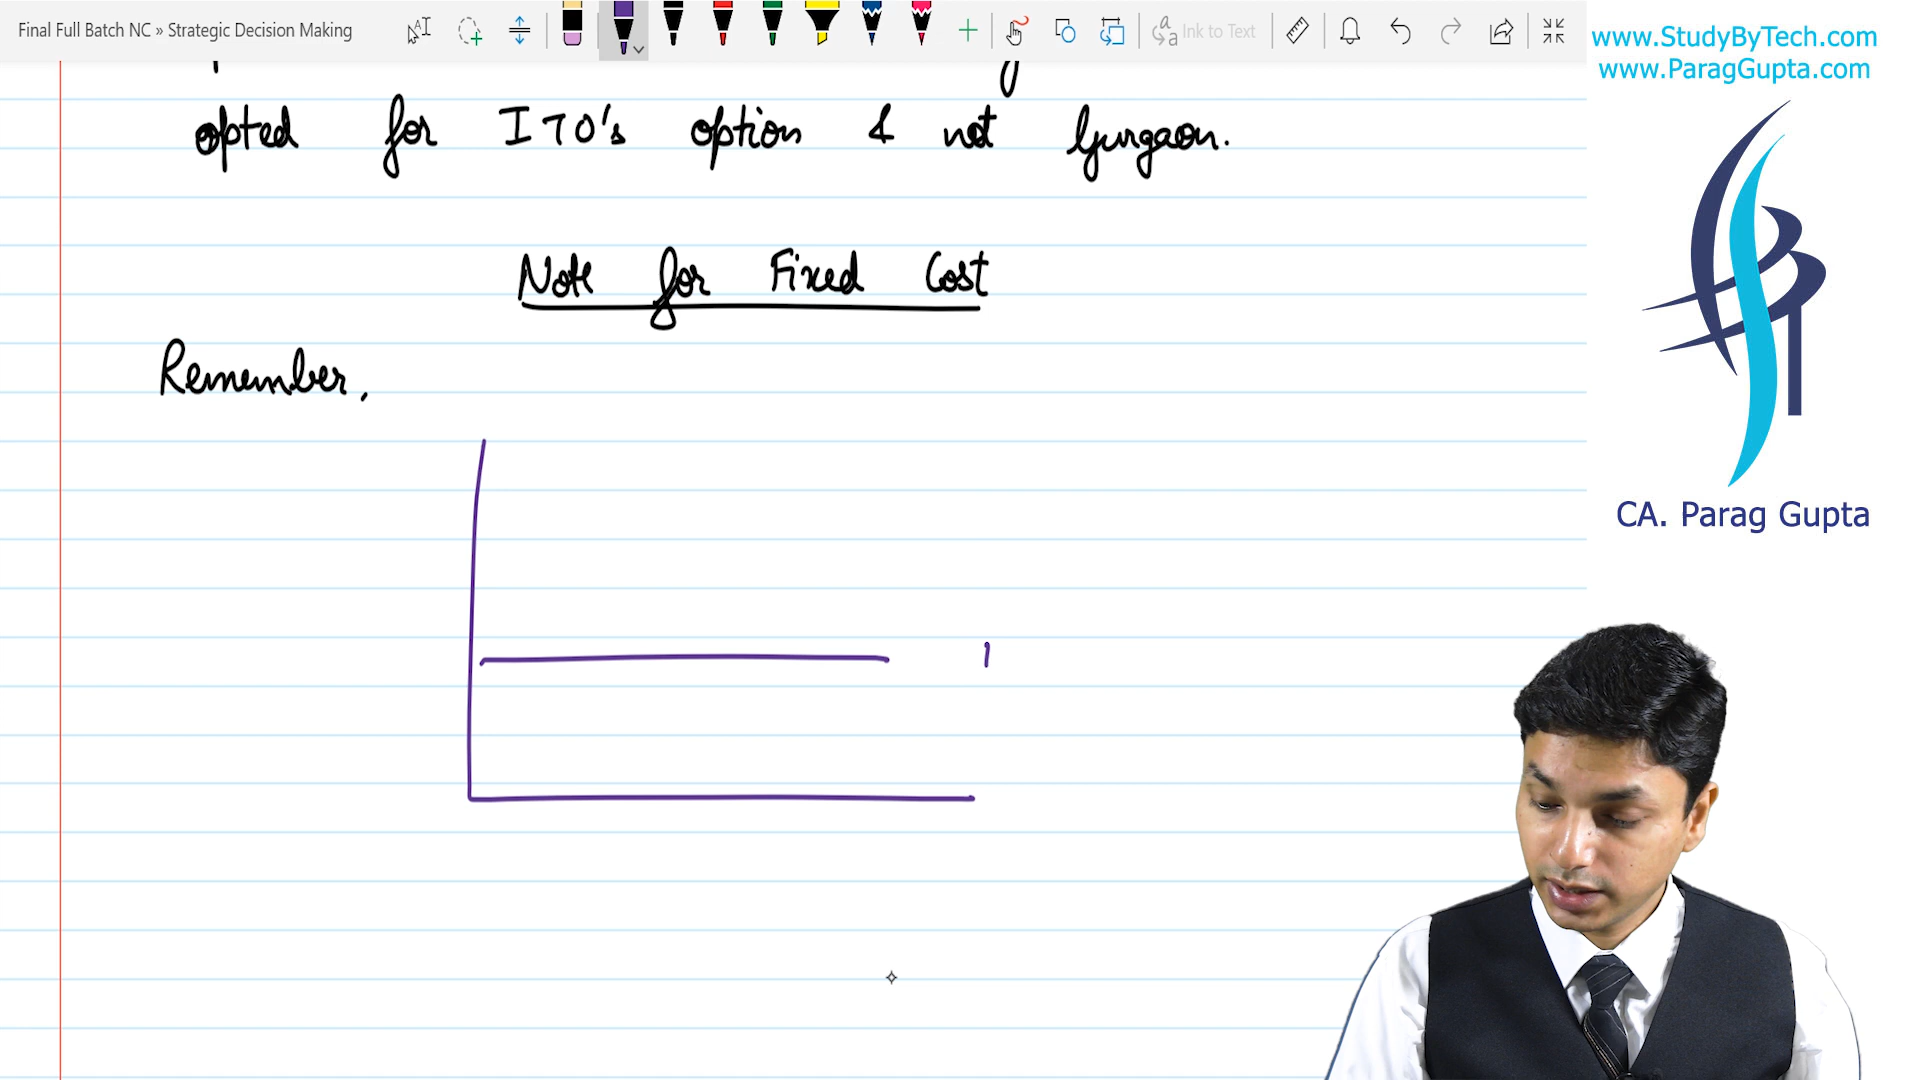 Final Full Batch NC » Strategic Decision Making
Ink to Text
www.StudyByTech.com
www.ParagGupta.com
opted for ITO's option & not Gurgaon.
Note for Fixed Cost
Remember,
CA. Parag Gupta